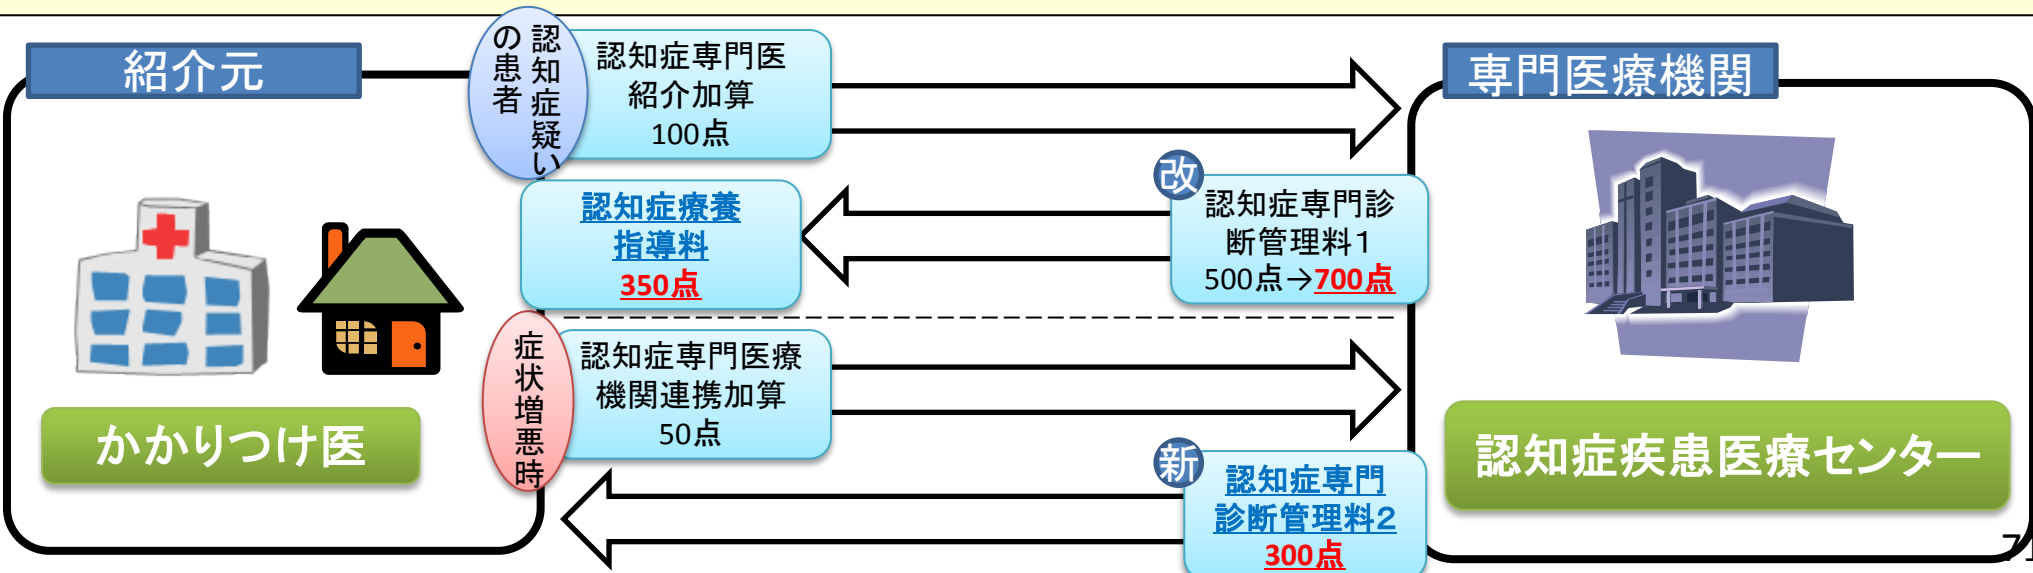 紹介元
認知症疑い
の患者
認知症専門医
紹介加算
100点
専門医療機関
認知症療養
指導料
350点
改
認知症専門診
断管理料1
500点→700点
症状増悪時
認知症専門医療
機関連携加算
50点
新
認知症専門
診断管理料2
300点
かかりつけ医
認知症疾患医療センター
71